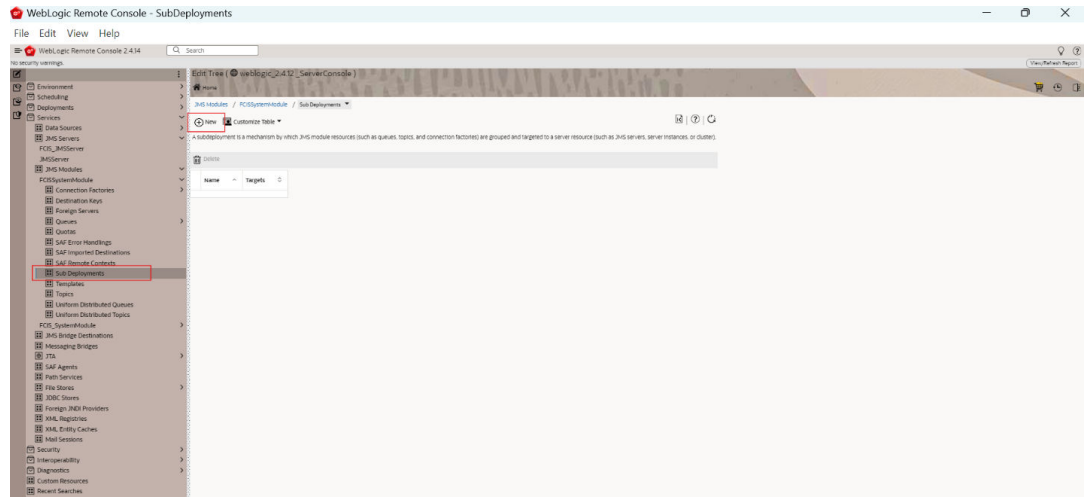 WebLogic Remote Console - SubDeployments
File Edit View Help
WebLogic Remote Console 2.4.14
Search
No security warnings.
View/Refresh Report
Edit Tree ( weblogic_2.4.12_ServerConsole )
Home
JMS Modules / FCISSystemModule / Sub Deployments
New Customize Table
A subdeployment is a mechanism by which JMS module resources (such as queues, topics, and connection factories) are grouped and targeted to a server resource (such as JMS servers, server instances, or cluster).
Delete
Name Targets
Environment
Scheduling
Deployments
Services
Data Sources
JMS Servers
FCIS_JMSServer
JMSServer
JMS Modules
FCISSystemModule
Connection Factories
Destination Keys
Foreign Servers
Queues
Quotas
SAF Error Handlings
SAF Imported Destinations
SAF Remote Contexts
Sub Deployments
Templates
Topics
Uniform Distributed Queues
Uniform Distributed Topics
FCIS_SystemModule
JMS Bridge Destinations
Messaging Bridges
JTA
SAF Agents
Path Services
File Stores
JDBC Stores
Foreign JNDI Providers
XML Registries
XML Entity Caches
Mail Sessions
Security
Interoperability
Diagnostics
Custom Resources
Recent Searches